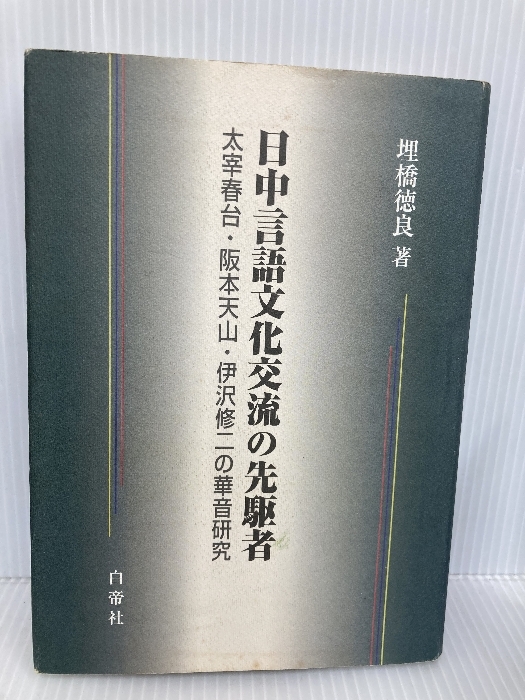 埋橋徳良 著
日中言語文化交流の先駆者
太宰春台・阪本天山・伊沢修二の華音研究
白帝社